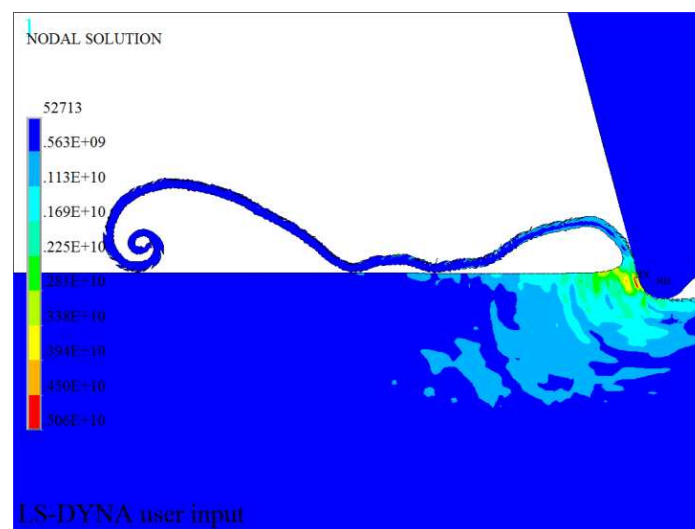 1
NODAL SOLUTION
52713
.563E+09
.113E+10
.169E+10
.225E+10
.281E+10
.338E+10
.394E+10
.450E+10
.506E+10
LS-DYNA user input